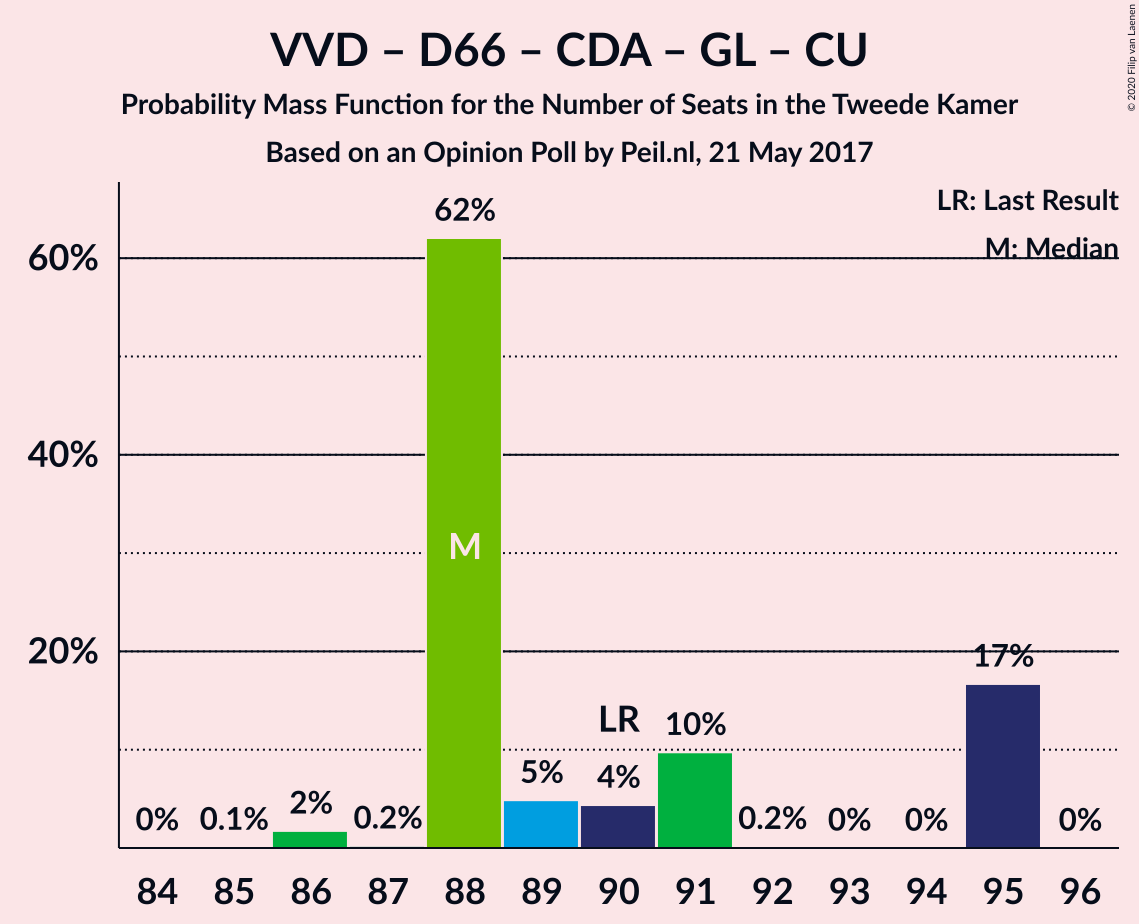 VVD – D66 – CDA – GL – CU
Probability Mass Function for the Number of Seats in the Tweede Kamer
Based on an Opinion Poll by Peil.nl, 21 May 2017
© 2020 Filip van Laenen
LR: Last Result
M: Median
60%
40%
20%
0%
0.1%
2%
0.2%
62%
M
5%
LR
4%
10%
0.2%
0%
0%
17%
0%
84 85 86 87 88 89 90 91 92 93 94 95 96